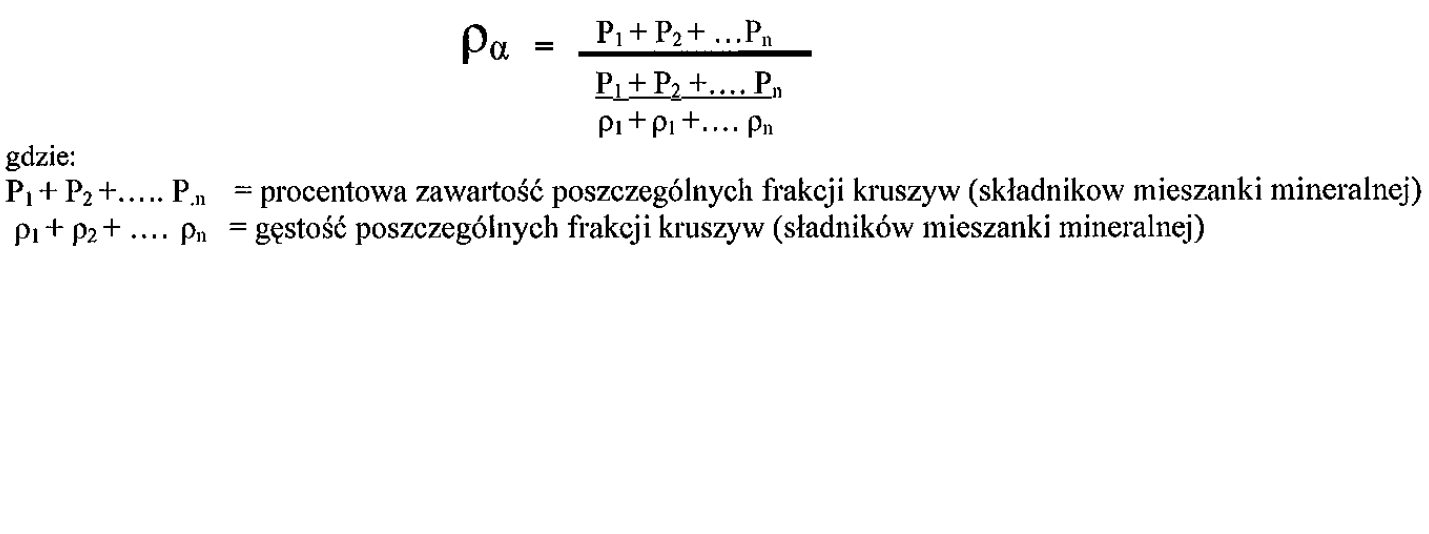 ρα = P1 + P2 + ...Pn
P1 + P2 +.... Pn
ρ1 + ρ1 +.... ρn
gdzie:
P1 + P2 +..... P.n = procentowa zawartość poszczególnych frakcji kruszyw (składnikow mieszanki mineralnej)
ρ1 + ρ2 + .... ρn = gęstość poszczególnych frakcji kruszyw (sładników mieszanki mineralnej)